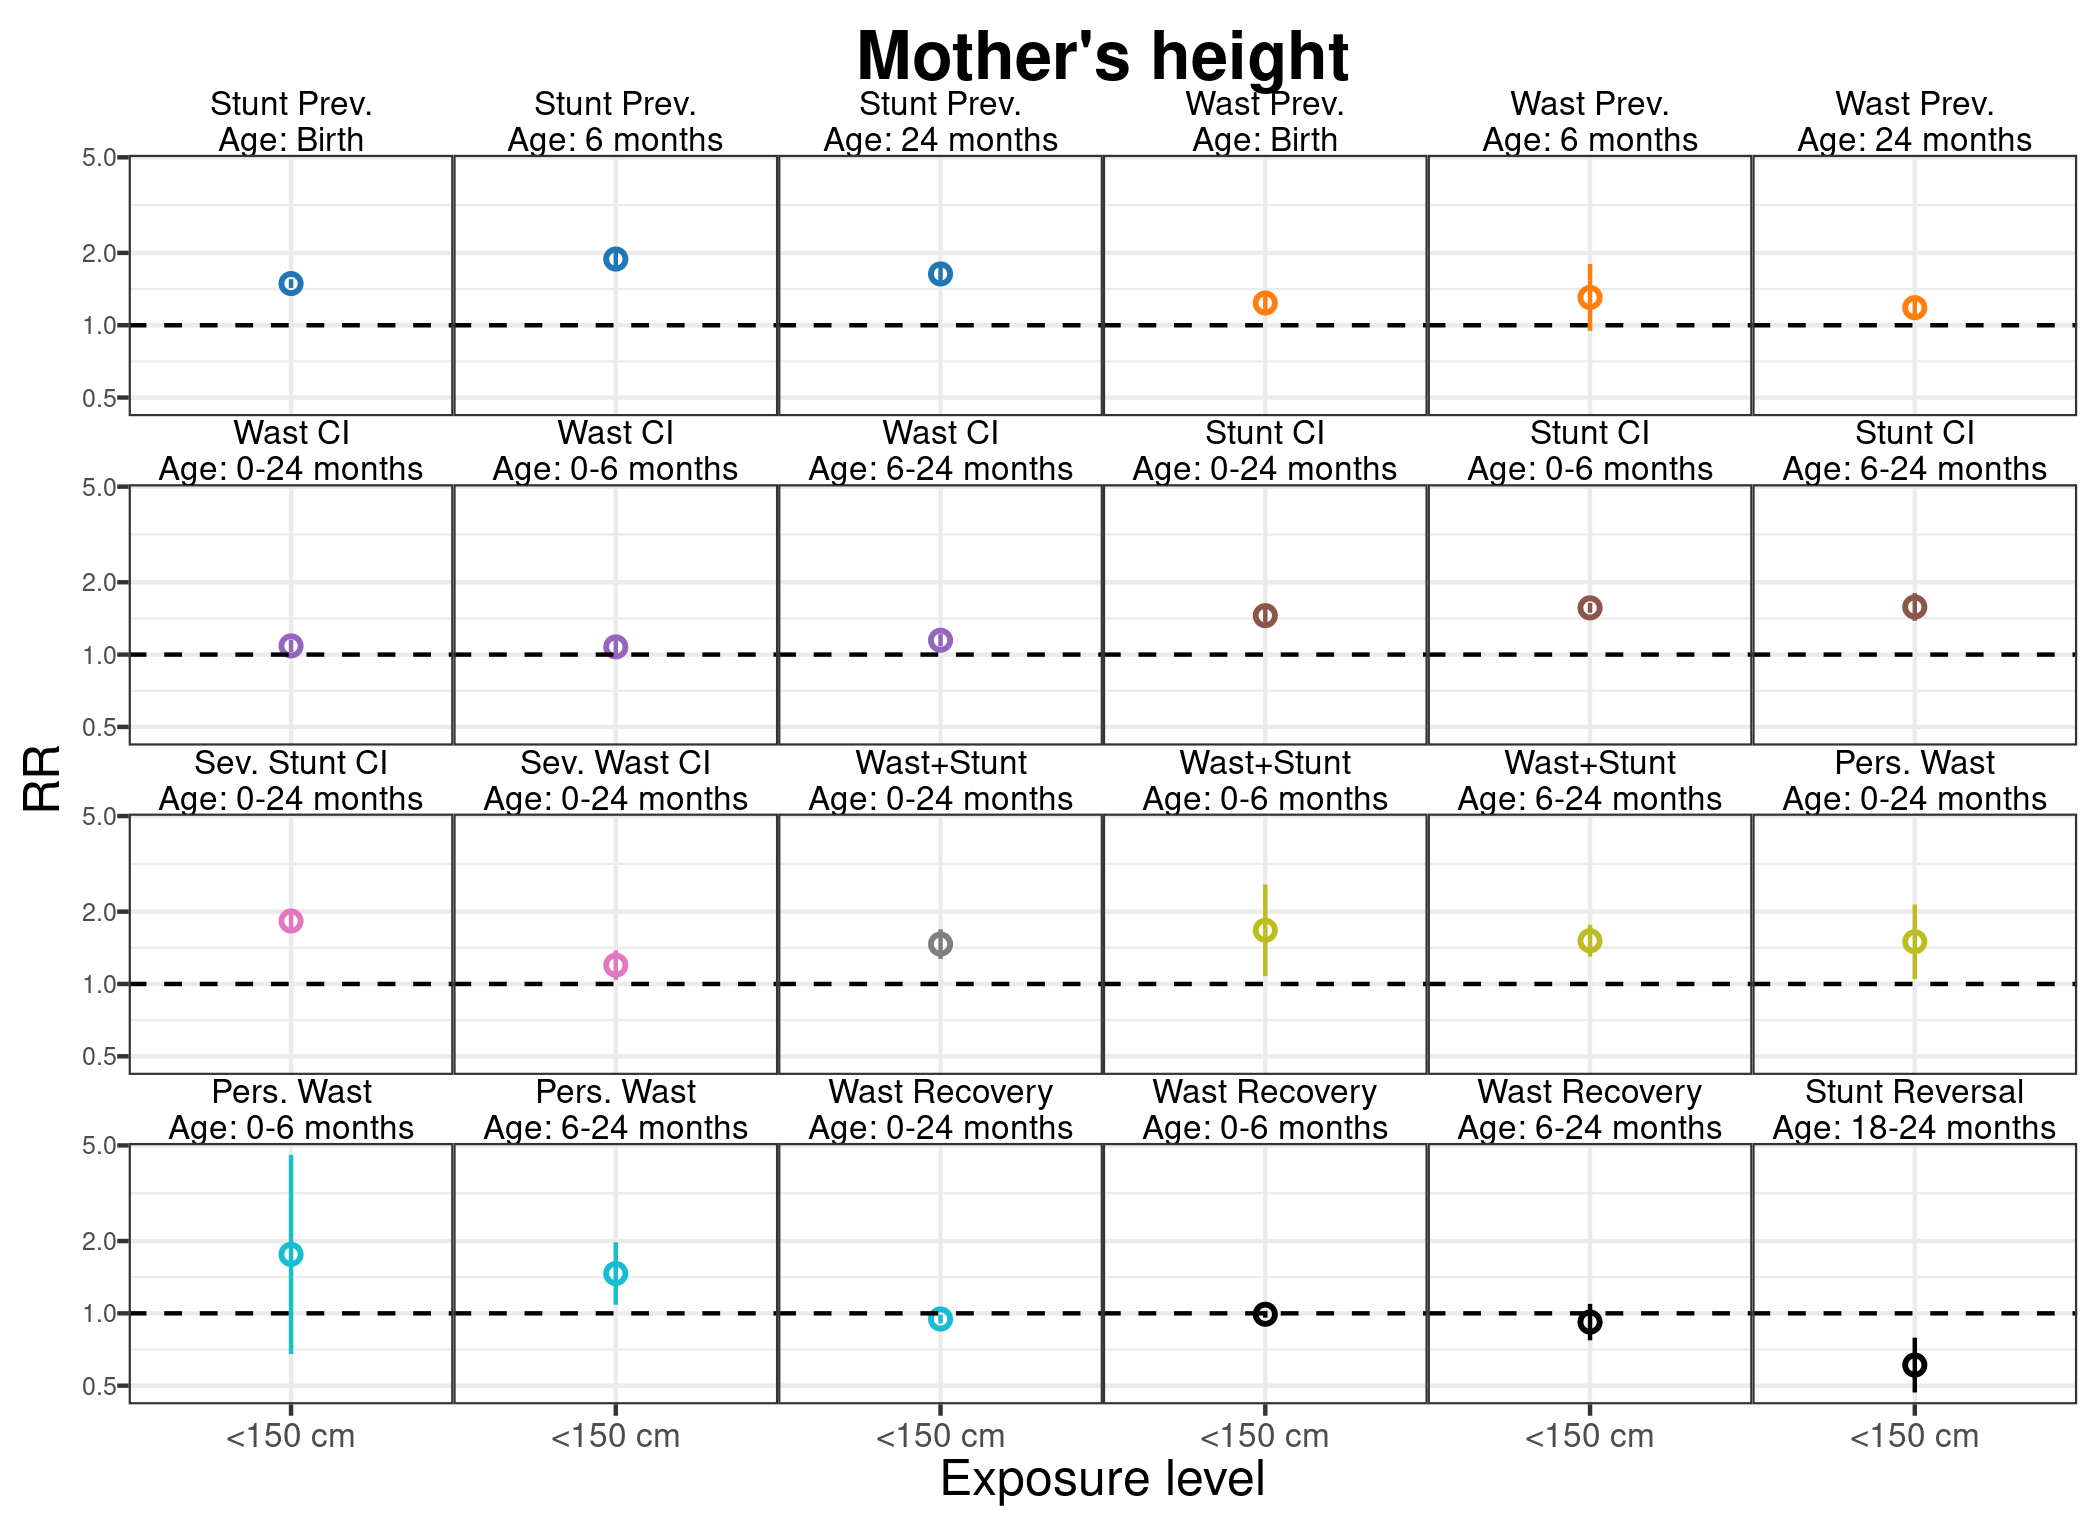 Mother's height
Stunt Prev. Stunt Prev. Stunt Prev. Wast Prev. Wast Prev. Wast Prev.
Age: Birth Age: 6 months Age: 24 months Age: Birth Age: 6 months Age: 24 months
5.0
2.0
1.0
0.5
Wast CI Wast CI Wast CI Stunt CI Stunt CI Stunt CI
Age: 0-24 months Age: 0-6 months Age: 6-24 months Age: 0-24 months Age: 0-6 months Age: 6-24 months
5.0
2.0
1.0
0.5
RR
Sev. Stunt CI Sev. Wast CI Wast+Stunt Wast+Stunt Wast+Stunt Pers. Wast
Age: 0-24 months Age: 0-24 months Age: 0-24 months Age: 0-6 months Age: 6-24 months Age: 0-24 months
5.0
2.0
1.0
0.5
Pers. Wast Pers. Wast Wast Recovery Wast Recovery Wast Recovery Stunt Reversal
Age: 0-6 months Age: 6-24 months Age: 0-24 months Age: 0-6 months Age: 6-24 months Age: 18-24 months
5.0
2.0
1.0
0.5
<150 cm <150 cm <150 cm <150 cm <150 cm <150 cm
Exposure level